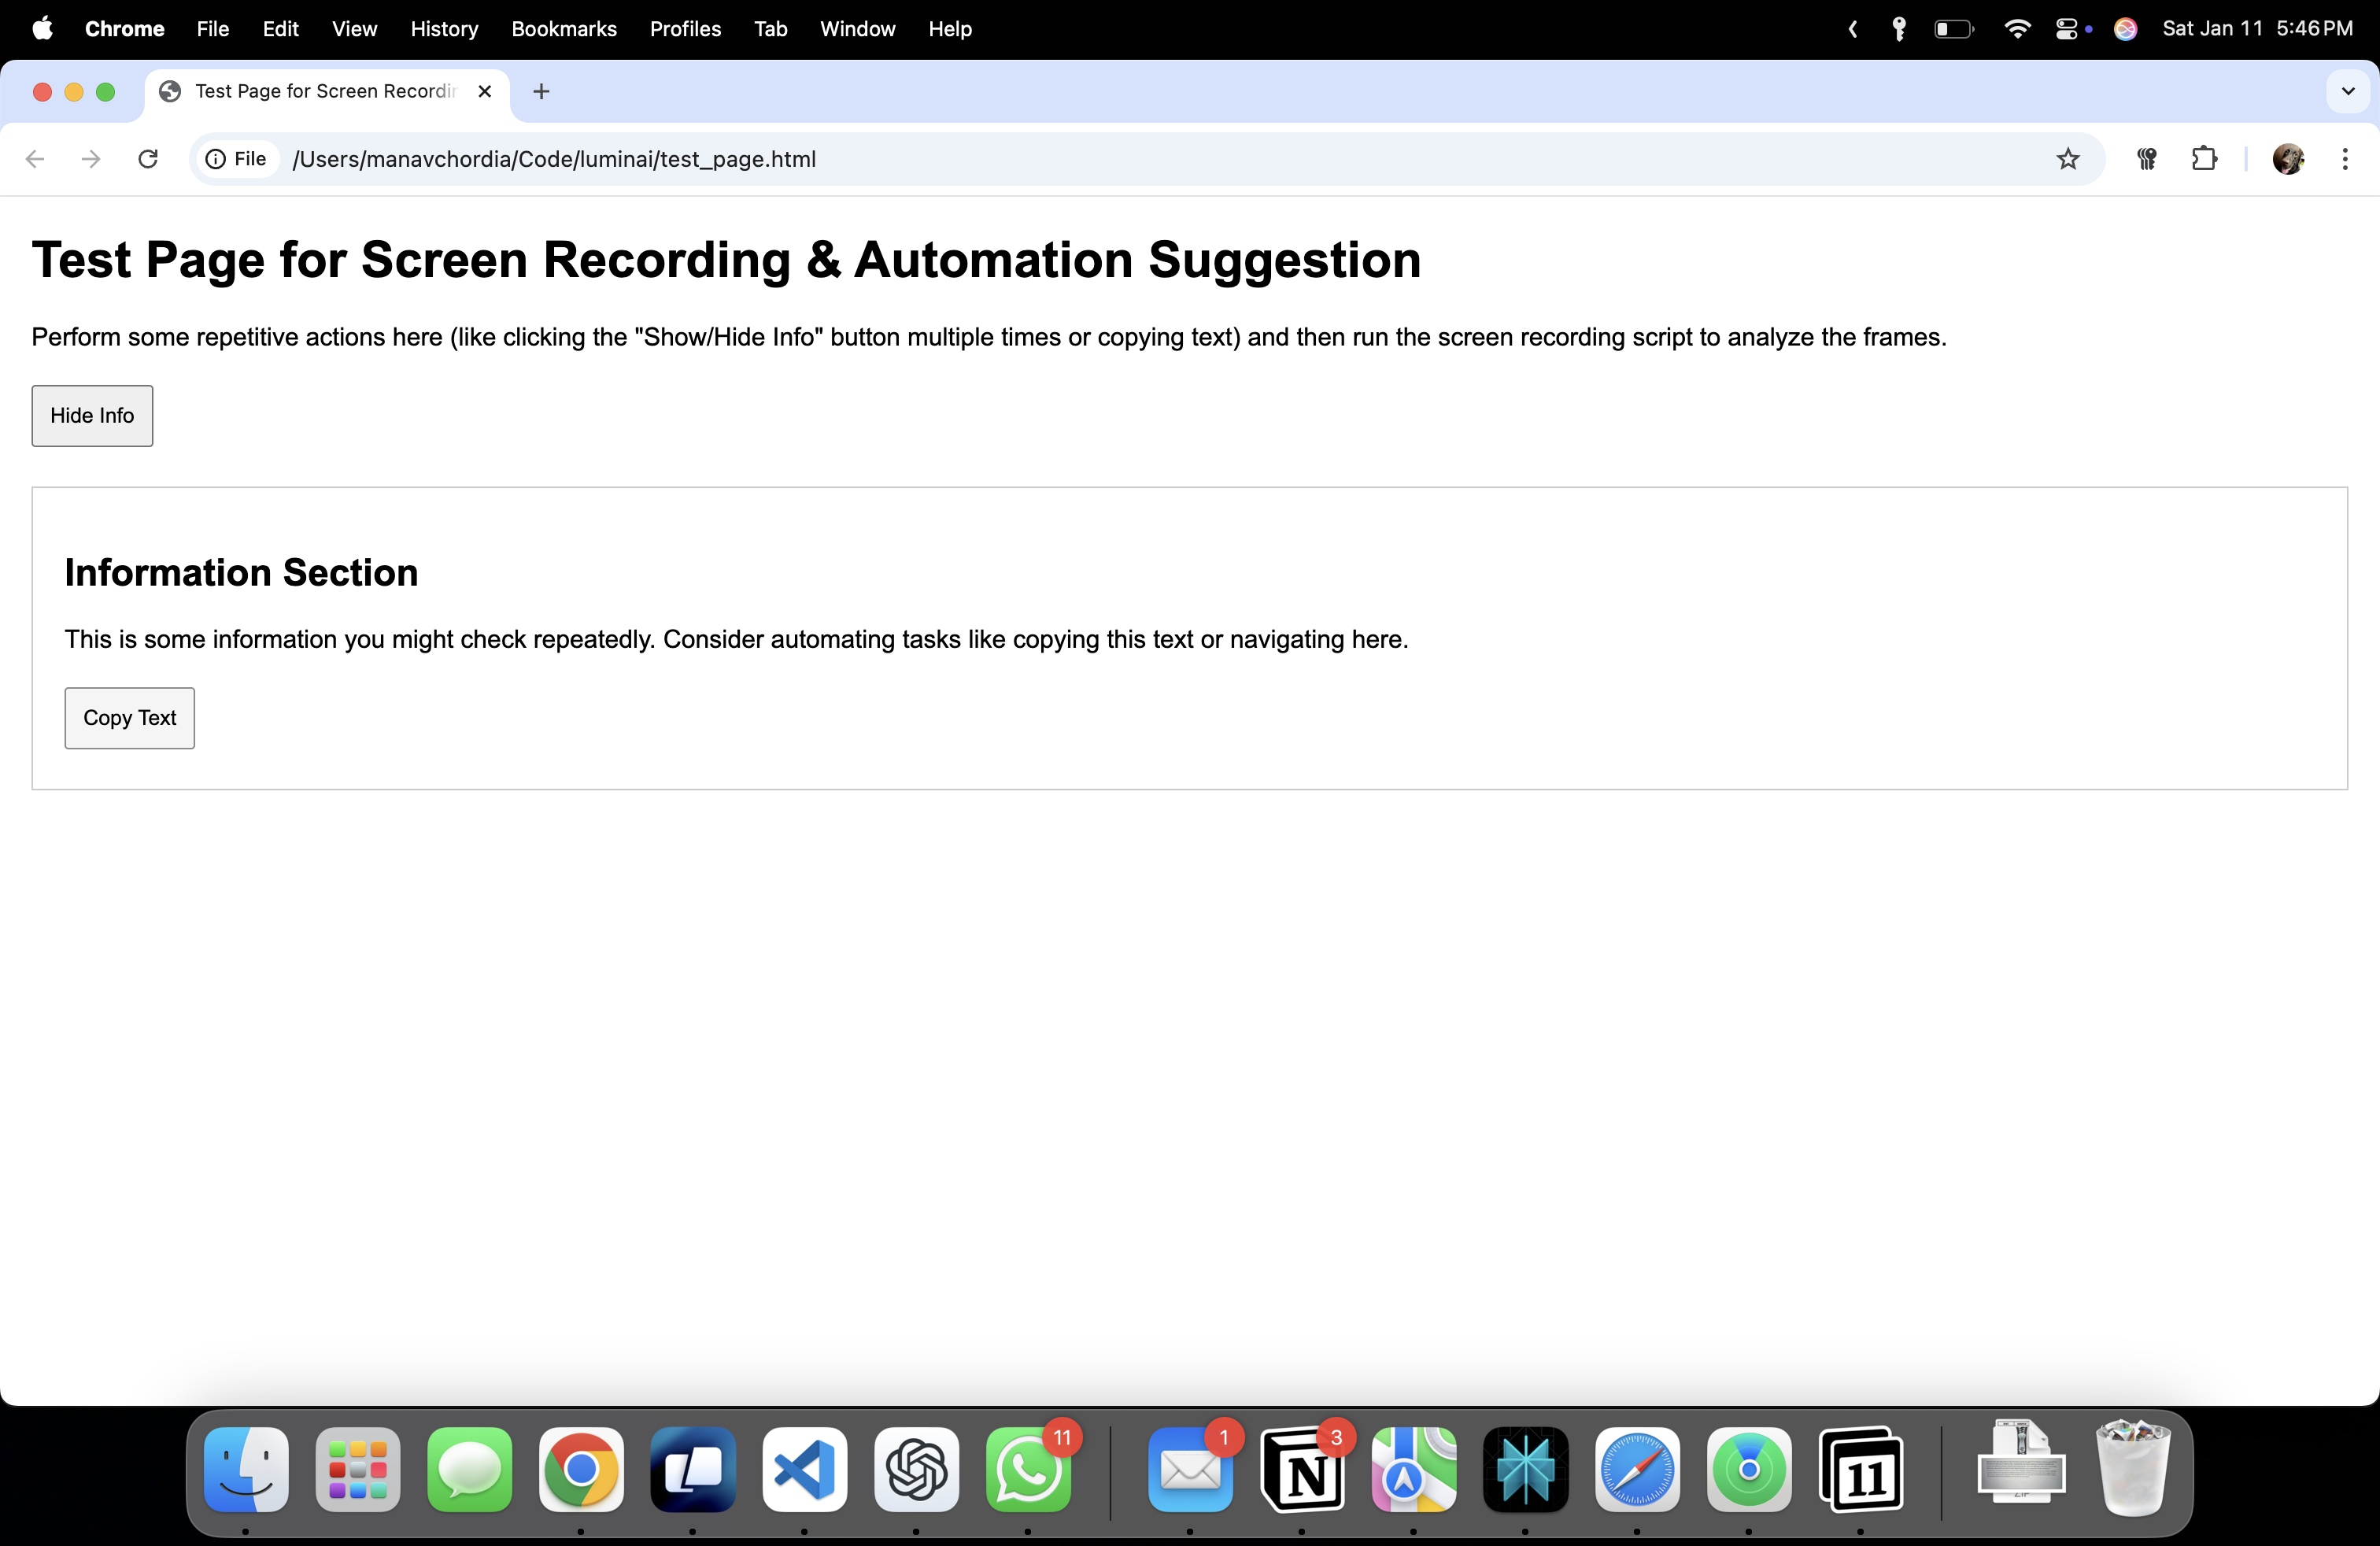 Chrome File Edit View History Bookmarks Profiles Tab Window Help Sat Jan 11 5:46 PM
Test Page for Screen Recordin
File /Users/manavchordia/Code/luminai/test_page.html
Test Page for Screen Recording & Automation Suggestion
Perform some repetitive actions here (like clicking the "Show/Hide Info" button multiple times or copying text) and then run the screen recording script to analyze the frames.
Hide Info
Information Section
This is some information you might check repeatedly. Consider automating tasks like copying this text or navigating here.
Copy Text
11 1 3
N 11
ZIP